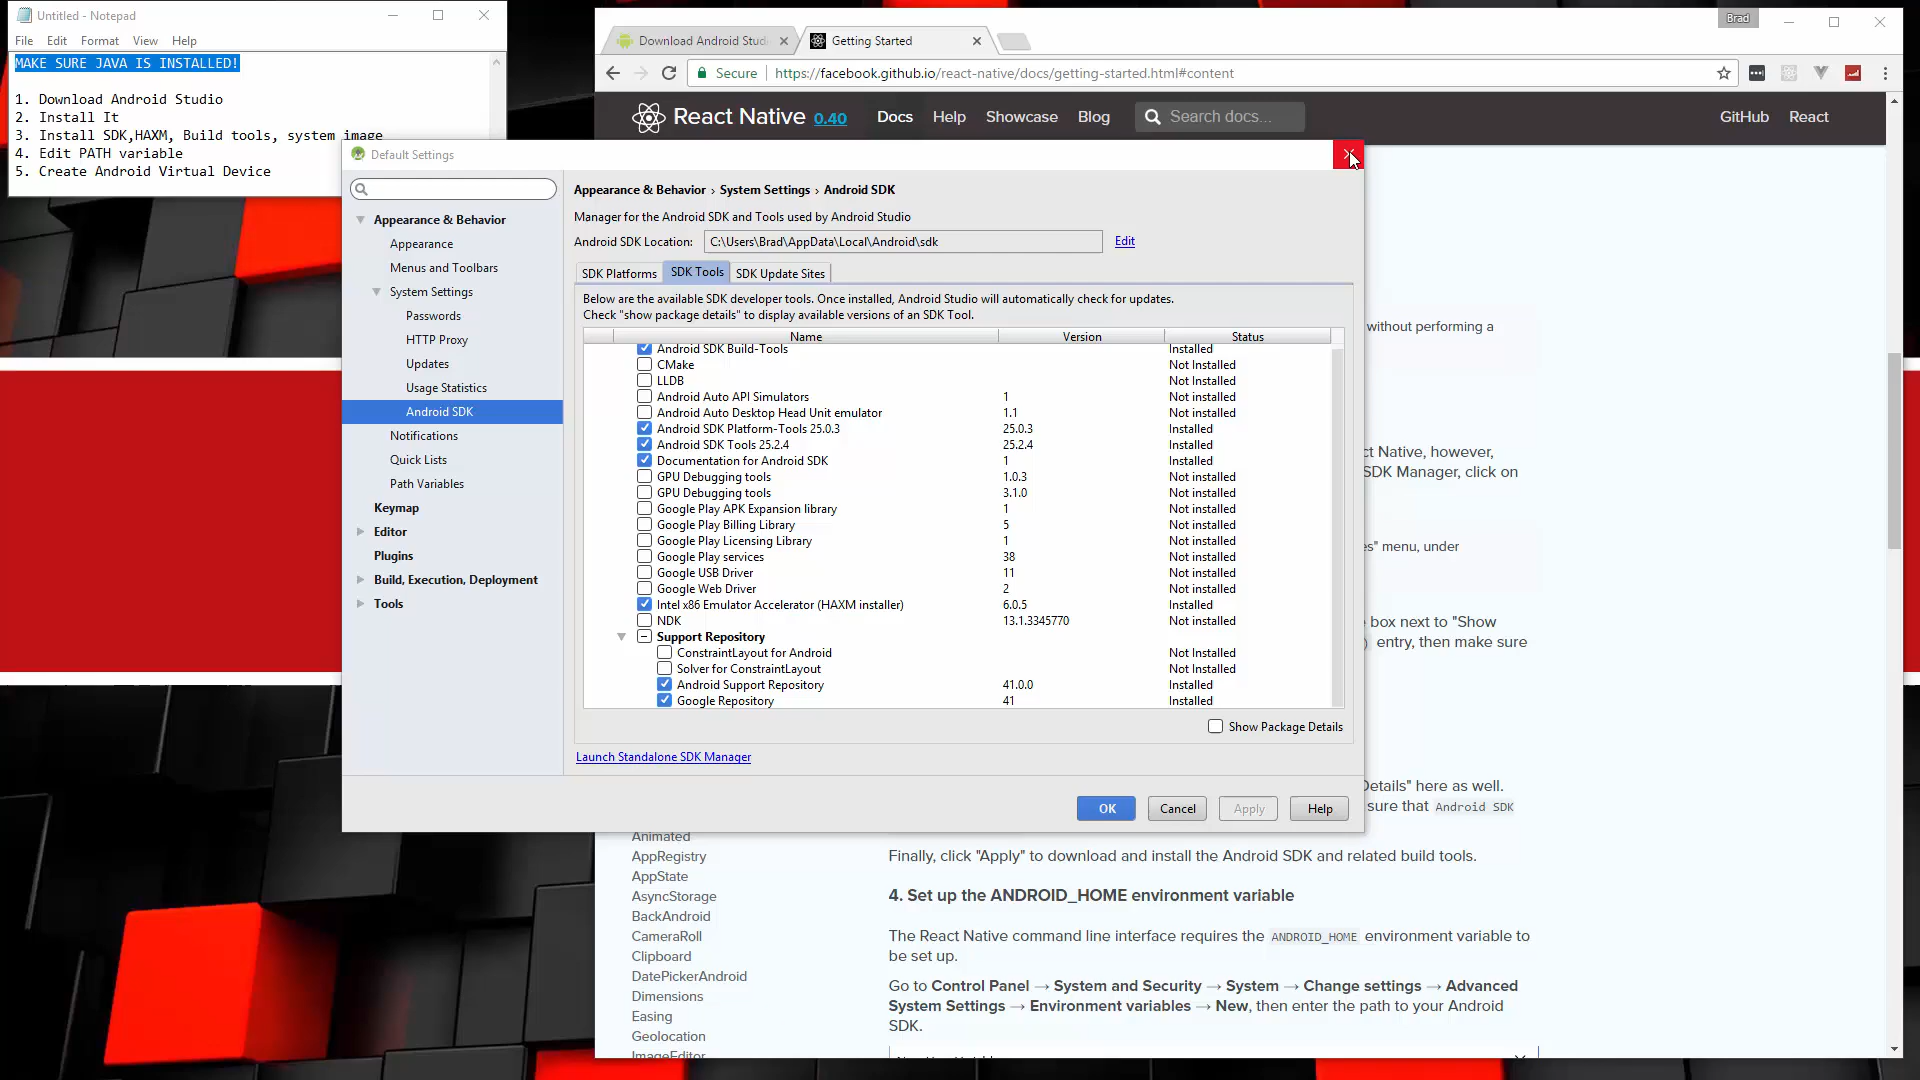 Untitled - Notepad
File Edit Format View Help
MAKE SURE JAVA IS INSTALLED!
1. Download Android Studio
2. Install It
3. Install SDK,HAXM, Build tools, system image
4. Edit PATH variable
5. Create Android Virtual Device
Brad
Download Android Studi
Getting Started
Secure https://facebook.github.io/react-native/docs/getting-started.html#content
React Native 0.40 Docs Help Showcase Blog Search docs... GitHub React
Default Settings
Appearance & Behavior
Appearance
Menus and Toolbars
System Settings
Passwords
HTTP Proxy
Updates
Usage Statistics
Android SDK
Notifications
Quick Lists
Path Variables
Keymap
Editor
Plugins
Build, Execution, Deployment
Tools
Appearance & Behavior › System Settings › Android SDK
Manager for the Android SDK and Tools used by Android Studio
Android SDK Location: C:\Users\Brad\AppData\Local\Android\sdk Edit
SDK Platforms SDK Tools SDK Update Sites
Below are the available SDK developer tools. Once installed, Android Studio will automatically check for updates.
Check "show package details" to display available versions of an SDK Tool.
Name Version Status
Android SDK Build-Tools Installed
CMake Not Installed
LLDB Not Installed
Android Auto API Simulators 1 Not installed
Android Auto Desktop Head Unit emulator 1.1 Not installed
Android SDK Platform-Tools 25.0.3 25.0.3 Installed
Android SDK Tools 25.2.4 25.2.4 Installed
Documentation for Android SDK 1 Installed
GPU Debugging tools 1.0.3 Not installed
GPU Debugging tools 3.1.0 Not installed
Google Play APK Expansion library 1 Not installed
Google Play Billing Library 5 Not installed
Google Play Licensing Library 1 Not installed
Google Play services 38 Not installed
Google USB Driver 11 Not installed
Google Web Driver 2 Not installed
Intel x86 Emulator Accelerator (HAXM installer) 6.0.5 Installed
NDK 13.1.3345770 Not installed
Support Repository
ConstraintLayout for Android Not Installed
Solver for ConstraintLayout Not Installed
Android Support Repository 41.0.0 Installed
Google Repository 41 Installed
Show Package Details
Launch Standalone SDK Manager
OK Cancel Apply Help
without performing a
ct Native, however,
SDK Manager, click on
es" menu, under
box next to "Show
) entry, then make sure
Details" here as well.
sure that Android SDK
Animated
AppRegistry
AppState
AsyncStorage
BackAndroid
CameraRoll
Clipboard
DatePickerAndroid
Dimensions
Easing
Geolocation
ImageEditor
Finally, click "Apply" to download and install the Android SDK and related build tools.
4. Set up the ANDROID_HOME environment variable
The React Native command line interface requires the ANDROID_HOME environment variable to
be set up.
Go to Control Panel → System and Security → System → Change settings → Advanced
System Settings → Environment variables → New, then enter the path to your Android
SDK.